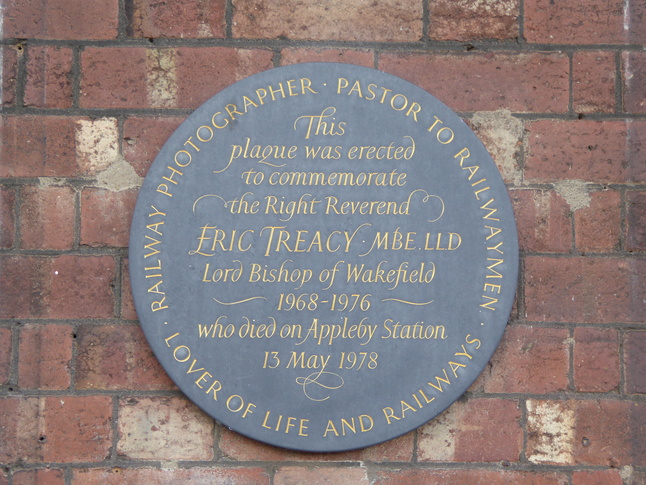 RAILWAY PHOTOGRAPHER · PASTOR TO RAILWAYMEN ·
This
plaque was erected
to commemorate
the Right Reverend
ERIC TREACY · MBE.LLD
Lord Bishop of Wakefield
1968-1976
who died on Appleby Station
13 May 1978
LOVER OF LIFE AND RAILWAYS ·